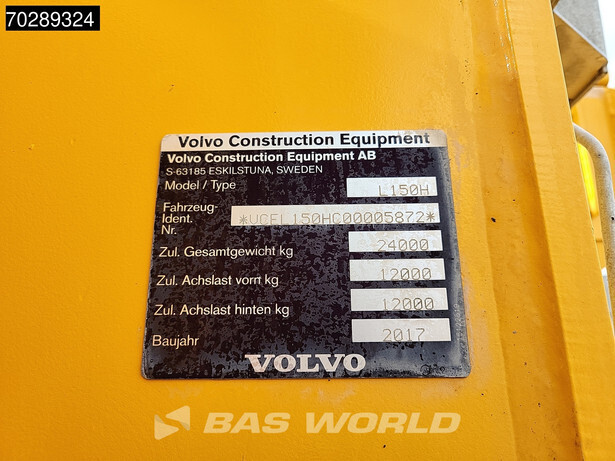 70289324
Volvo Construction Equipment
Volvo Construction Equipment AB
S-63185 ESKILSTUNA, SWEDEN
Model / Type L150H
Fahrzeug-
Ident. *VCEL150HC00005872*
Nr.
Zul. Gesamtgewicht kg 24000
Zul. Achslast vorn kg 12000
Zul. Achslast hinten kg 12000
Baujahr 2017
VOLVO
BAS WORLD